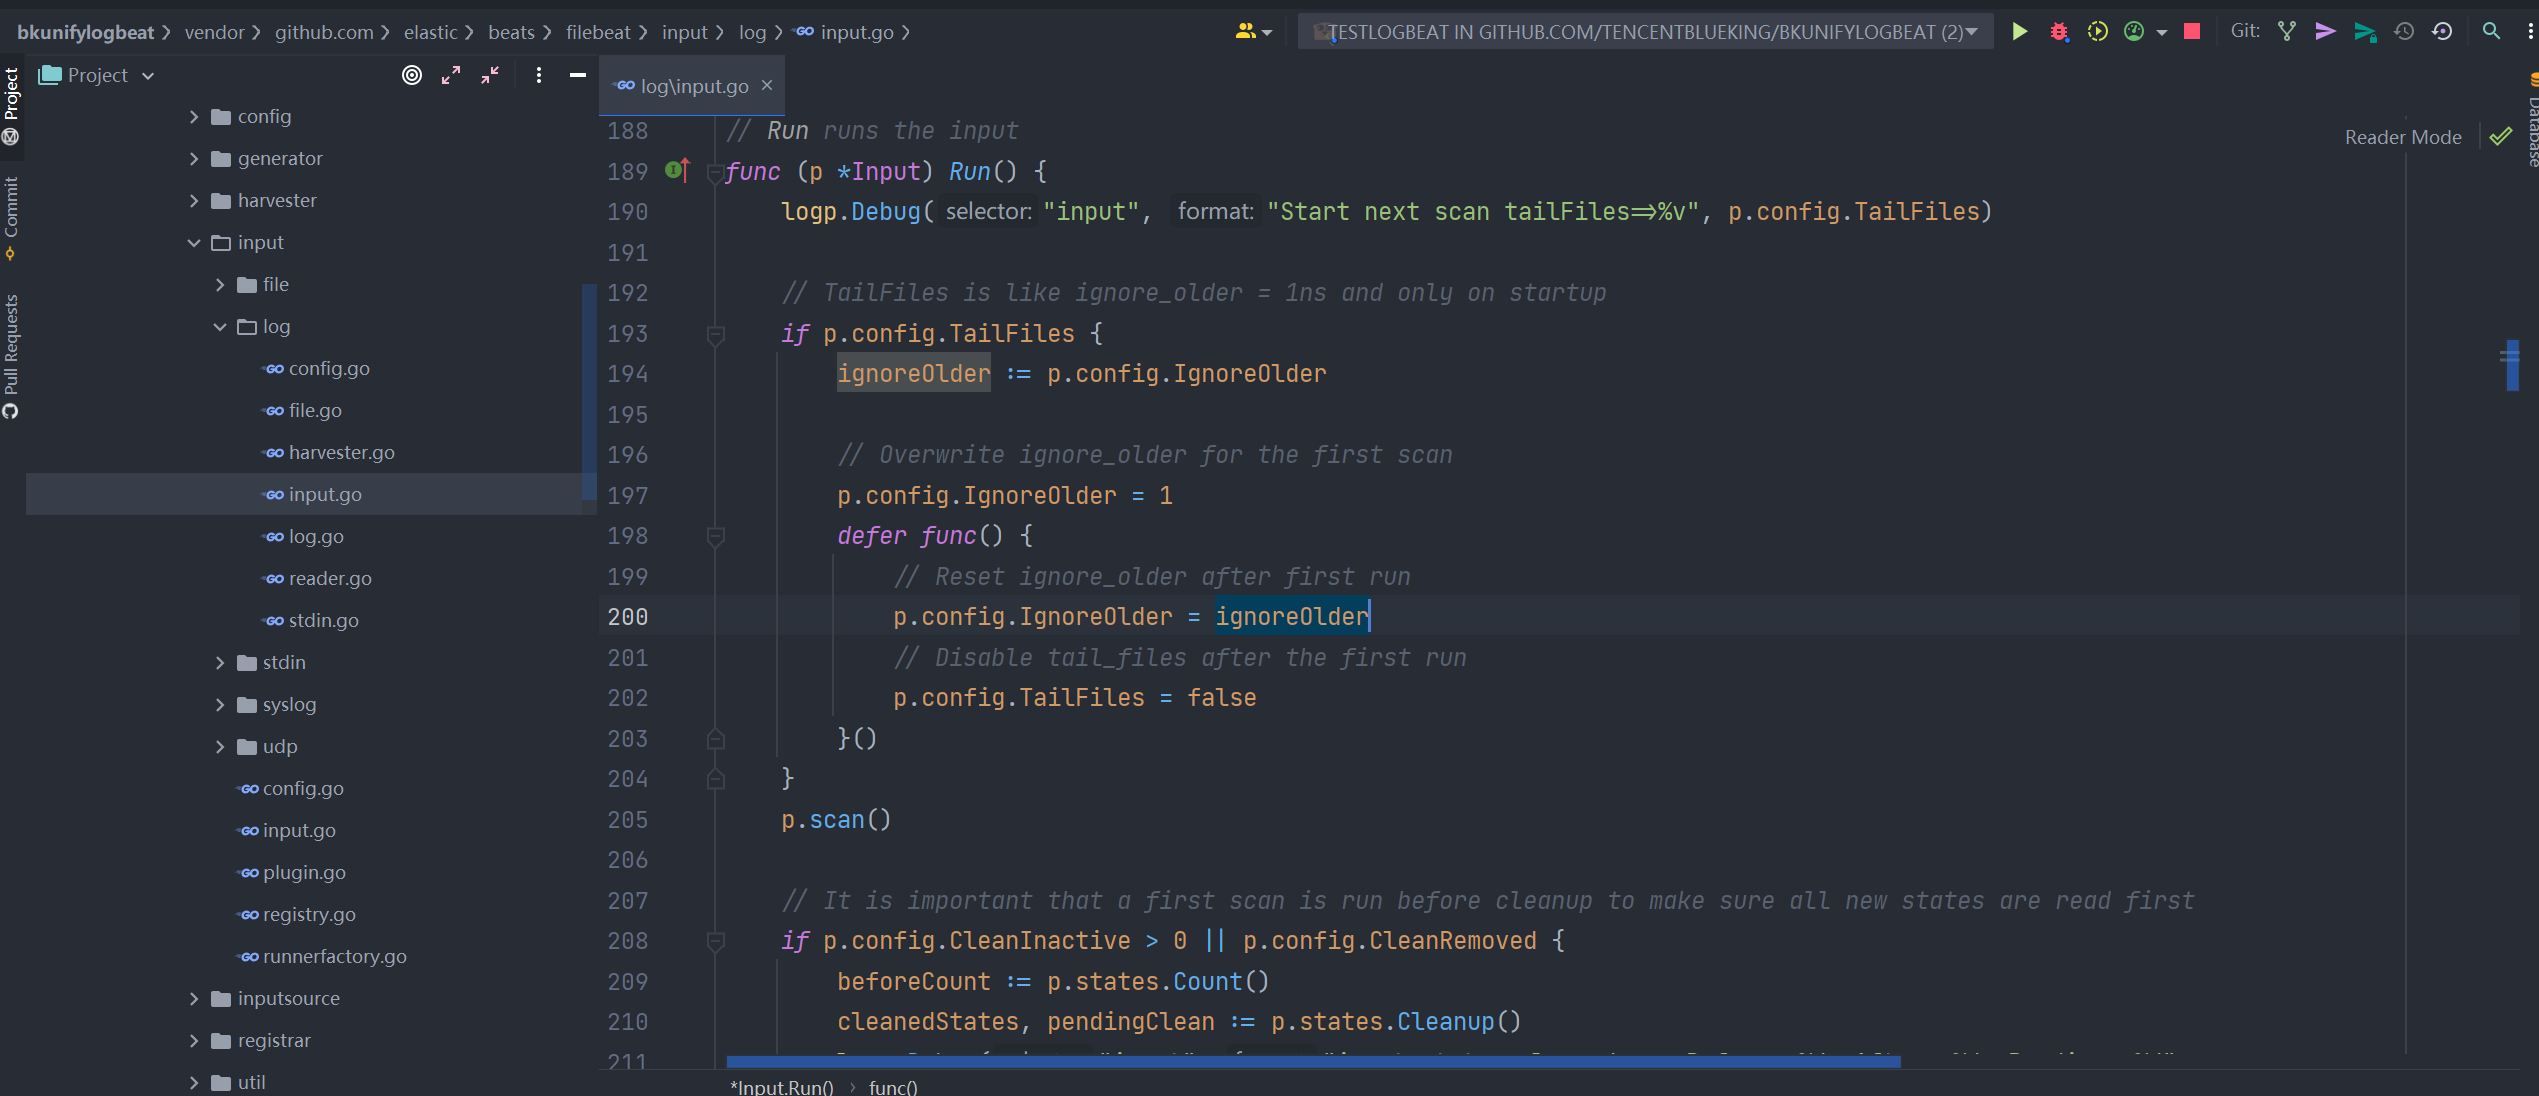 bkunifylogbeat vendor github.com elastic beats filebeat input log input.go
TESTLOGBEAT IN GITHUB.COM/TENCENTBLUEKING/BKUNIFYLOGBEAT (2)
Git:
Project
Commit
Pull Requests
Project
config
generator
harvester
input
file
log
config.go
file.go
harvester.go
input.go
log.go
reader.go
stdin.go
stdin
syslog
udp
config.go
input.go
plugin.go
registry.go
runnerfactory.go
inputsource
registrar
util
log\input.go
Reader Mode
Database
188 // Run runs the input
189 func (p *Input) Run() {
190 logp.Debug( selector: "input", format: "Start next scan tailFiles=>%v", p.config.TailFiles)
191
192 // TailFiles is like ignore_older = 1ns and only on startup
193 if p.config.TailFiles {
194 ignoreOlder := p.config.IgnoreOlder
195
196 // Overwrite ignore_older for the first scan
197 p.config.IgnoreOlder = 1
198 defer func() {
199 // Reset ignore_older after first run
200 p.config.IgnoreOlder = ignoreOlder
201 // Disable tail_files after the first run
202 p.config.TailFiles = false
203 }()
204 }
205 p.scan()
206
207 // It is important that a first scan is run before cleanup to make sure all new states are read first
208 if p.config.CleanInactive > 0 || p.config.CleanRemoved {
209 beforeCount := p.states.Count()
210 cleanedStates, pendingClean := p.states.Cleanup()
211
*Input.Run() func()